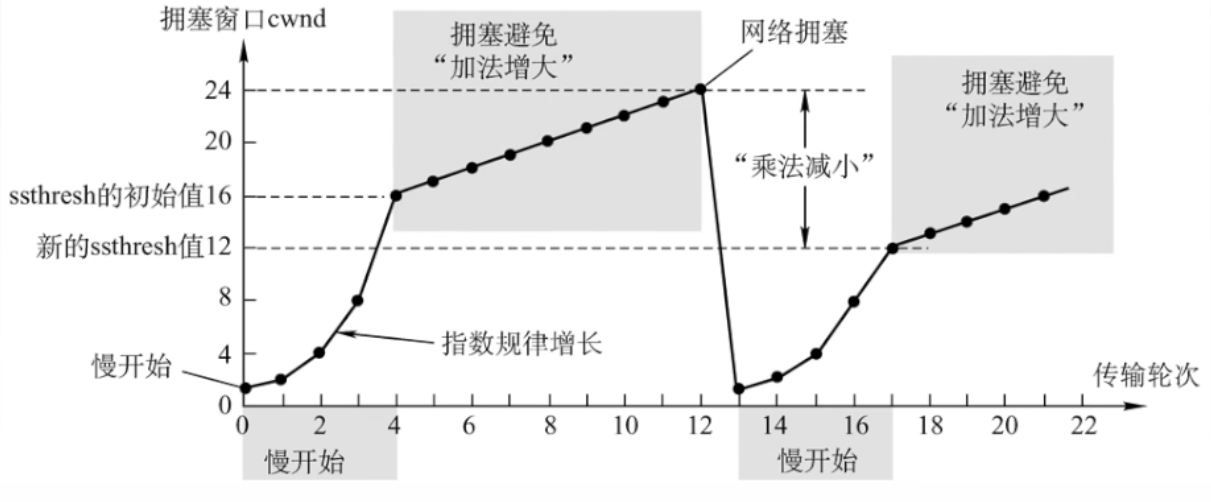 拥塞窗口cwnd
拥塞避免
“加法增大”
网络拥塞
拥塞避免
“加法增大”
24
20
“乘法减小”
ssthresh的初始值16
新的ssthresh值12
8
指数规律增长
4
慢开始
传输轮次
0
0 2 4 6 8 10 12 14 16 18 20 22
慢开始
慢开始